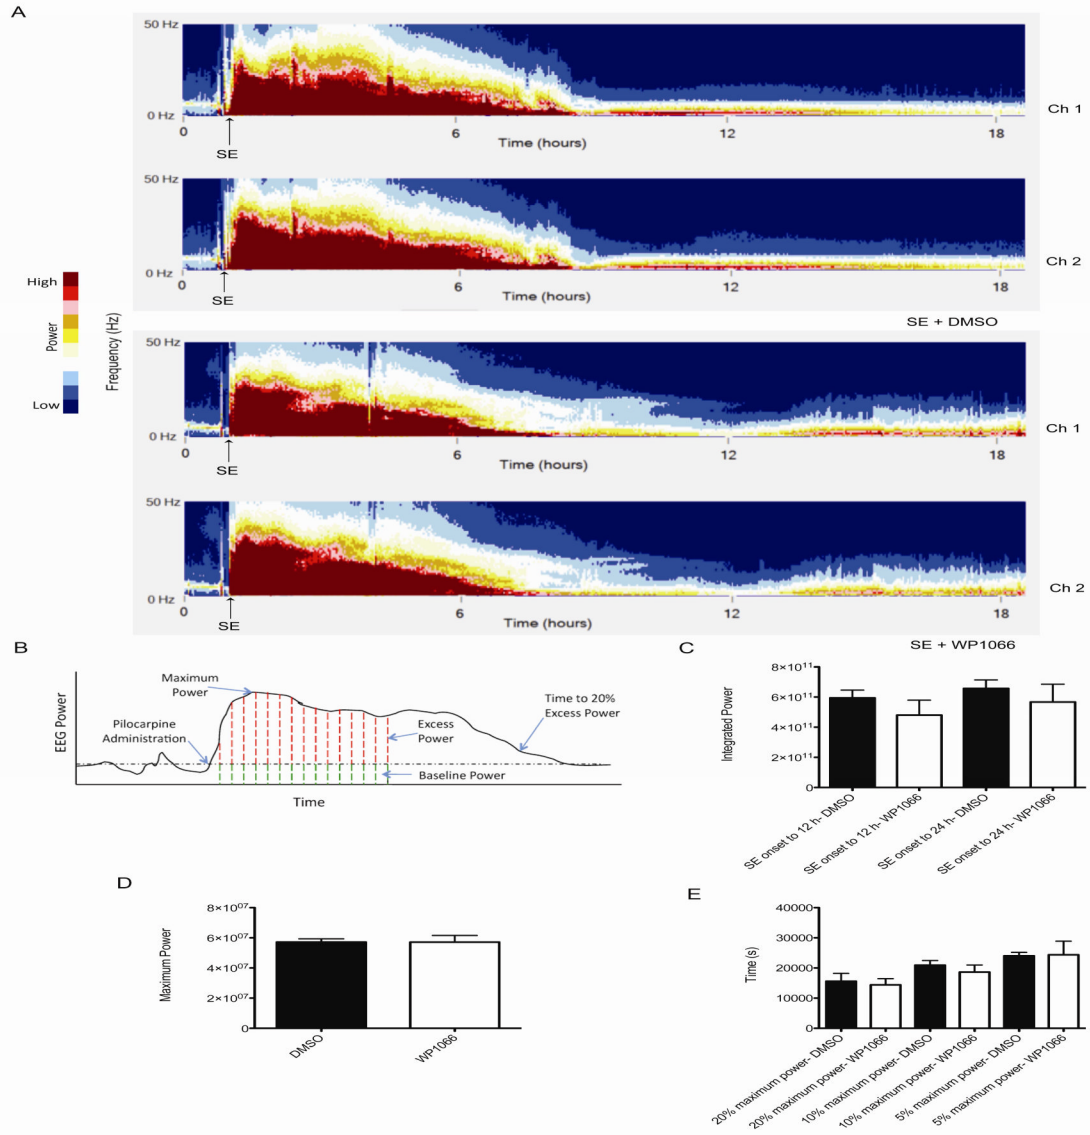 A
50 Hz
0 Hz
0 6 12 18
Time (hours)
SE
Ch 1
50 Hz
0 Hz
0 6 12 18
Time (hours)
SE
Ch 2
SE + DMSO
High
Power
Low
Frequency (Hz)
50 Hz
0 Hz
0 6 12 18
Time (hours)
SE
Ch 1
50 Hz
0 Hz
0 6 12 18
Time (hours)
SE
Ch 2
SE + WP1066
B
EEG Power
Maximum
Power
Pilocarpine
Administration
Time to 20%
Excess Power
Excess
Power
Baseline Power
Time
C
Integrated Power
8×10¹¹
6×10¹¹
4×10¹¹
2×10¹¹
0
SE onset to 12 h- DMSO
SE onset to 12 h- WP1066
SE onset to 24 h- DMSO
SE onset to 24 h- WP1066
D
Maximum Power
8×10⁰⁷
6×10⁰⁷
4×10⁰⁷
2×10⁰⁷
0
DMSO
WP1066
E
Time (s)
40000
30000
20000
10000
0
20% maximum power- DMSO
20% maximum power- WP1066
10% maximum power- DMSO
10% maximum power- WP1066
5% maximum power- DMSO
5% maximum power- WP1066